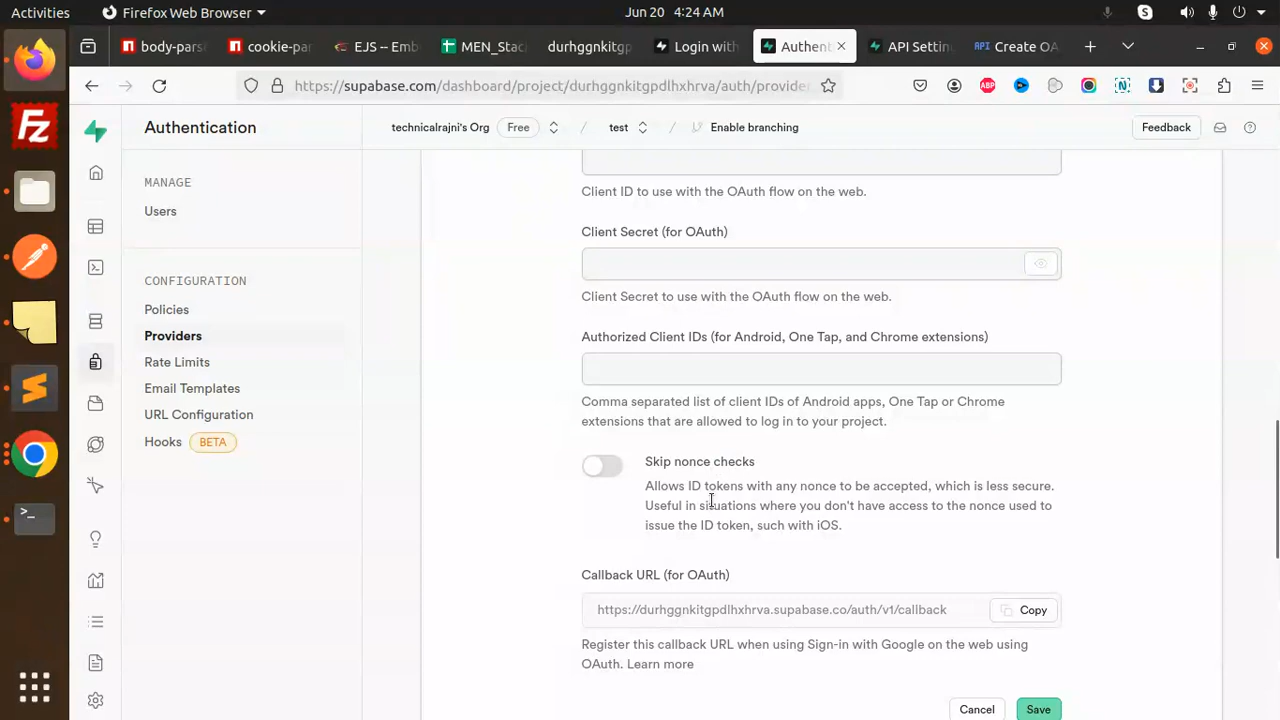 Activities
Firefox Web Browser
Jun 20 4:24 AM
body-pars
cookie-par
EJS -- Emb
MEN_Stac
durhggnkitgp
Login with
Authent
API Settin
Create OA
https://supabase.com/dashboard/project/durhggnkitgpdlhxhrva/auth/provider
Authentication
technicalrajni's Org Free / test / Enable branching
Feedback
MANAGE
Users
CONFIGURATION
Policies
Providers
Rate Limits
Email Templates
URL Configuration
Hooks BETA
Client ID to use with the OAuth flow on the web.
Client Secret (for OAuth)
Client Secret to use with the OAuth flow on the web.
Authorized Client IDs (for Android, One Tap, and Chrome extensions)
Comma separated list of client IDs of Android apps, One Tap or Chrome
extensions that are allowed to log in to your project.
Skip nonce checks
Allows ID tokens with any nonce to be accepted, which is less secure.
Useful in situations where you don't have access to the nonce used to
issue the ID token, such with iOS.
Callback URL (for OAuth)
https://durhggnkitgpdlhxhrva.supabase.co/auth/v1/callback
Copy
Register this callback URL when using Sign-in with Google on the web using
OAuth. Learn more
Cancel
Save